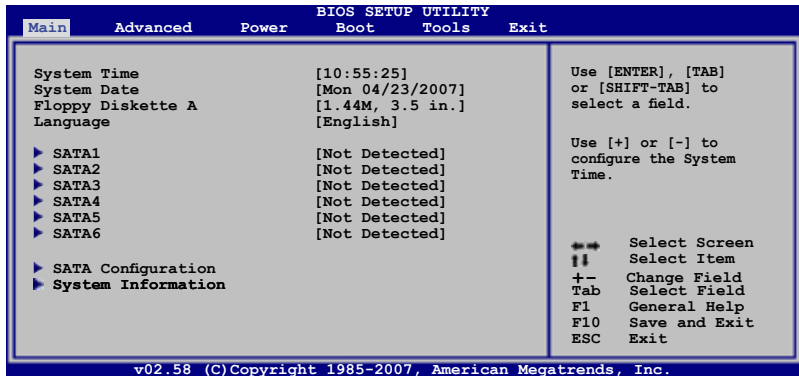 BIOS SETUP UTILITY
Main Advanced Power Boot Tools Exit
System Time [10:55:25]
System Date [Mon 04/23/2007]
Floppy Diskette A [1.44M, 3.5 in.]
Language [English]
SATA1 [Not Detected]
SATA2 [Not Detected]
SATA3 [Not Detected]
SATA4 [Not Detected]
SATA5 [Not Detected]
SATA6 [Not Detected]
SATA Configuration
System Information
Use [ENTER], [TAB]
or [SHIFT-TAB] to
select a field.
Use [+] or [-] to
configure the System
Time.
Select Screen
Select Item
+- Change Field
Tab Select Field
F1 General Help
F10 Save and Exit
ESC Exit
v02.58 (C)Copyright 1985-2007, American Megatrends, Inc.